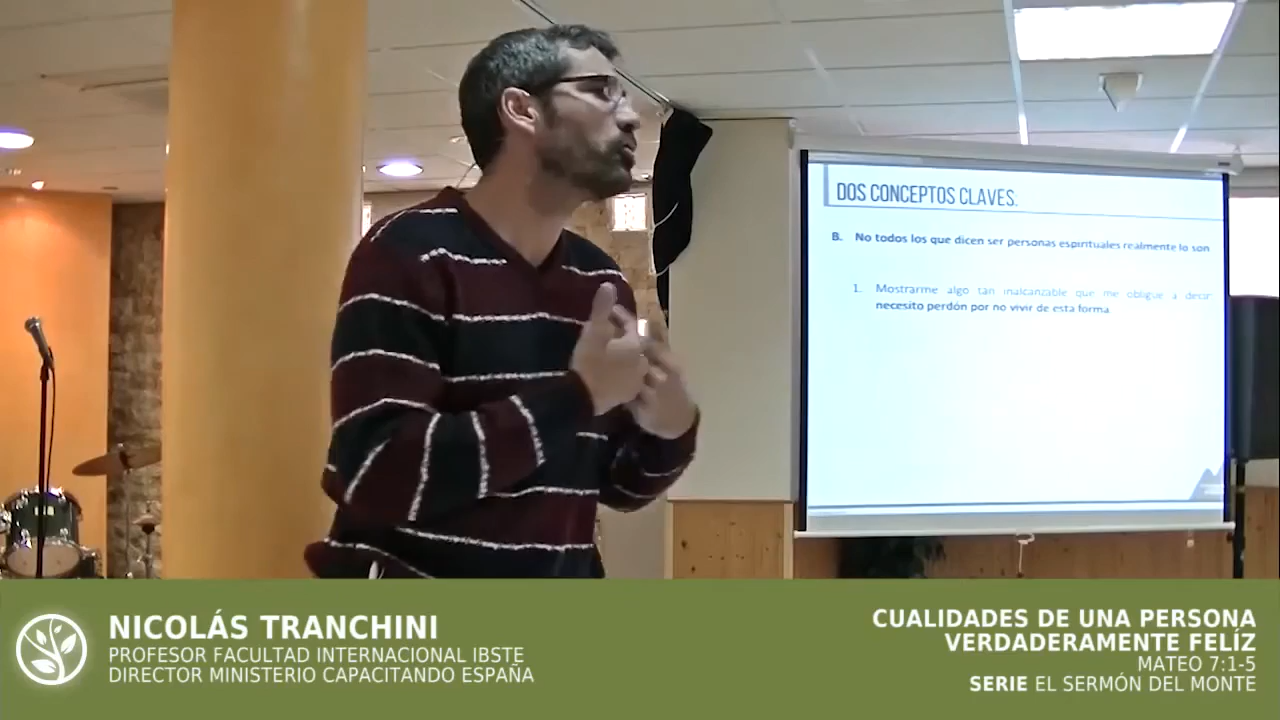 DOS CONCEPTOS CLAVES.
B. No todos los que dicen ser personas espirituales realmente lo son
1. Mostrarme algo tan inalcanzable que me obligue a decir
necesito perdón por no vivir de esta forma.
NICOLÁS TRANCHINI
PROFESOR FACULTAD INTERNACIONAL IBSTE
DIRECTOR MINISTERIO CAPACITANDO ESPAÑA
CUALIDADES DE UNA PERSONA
VERDADERAMENTE FELÍZ
MATEO 7:1-5
SERIE EL SERMÓN DEL MONTE